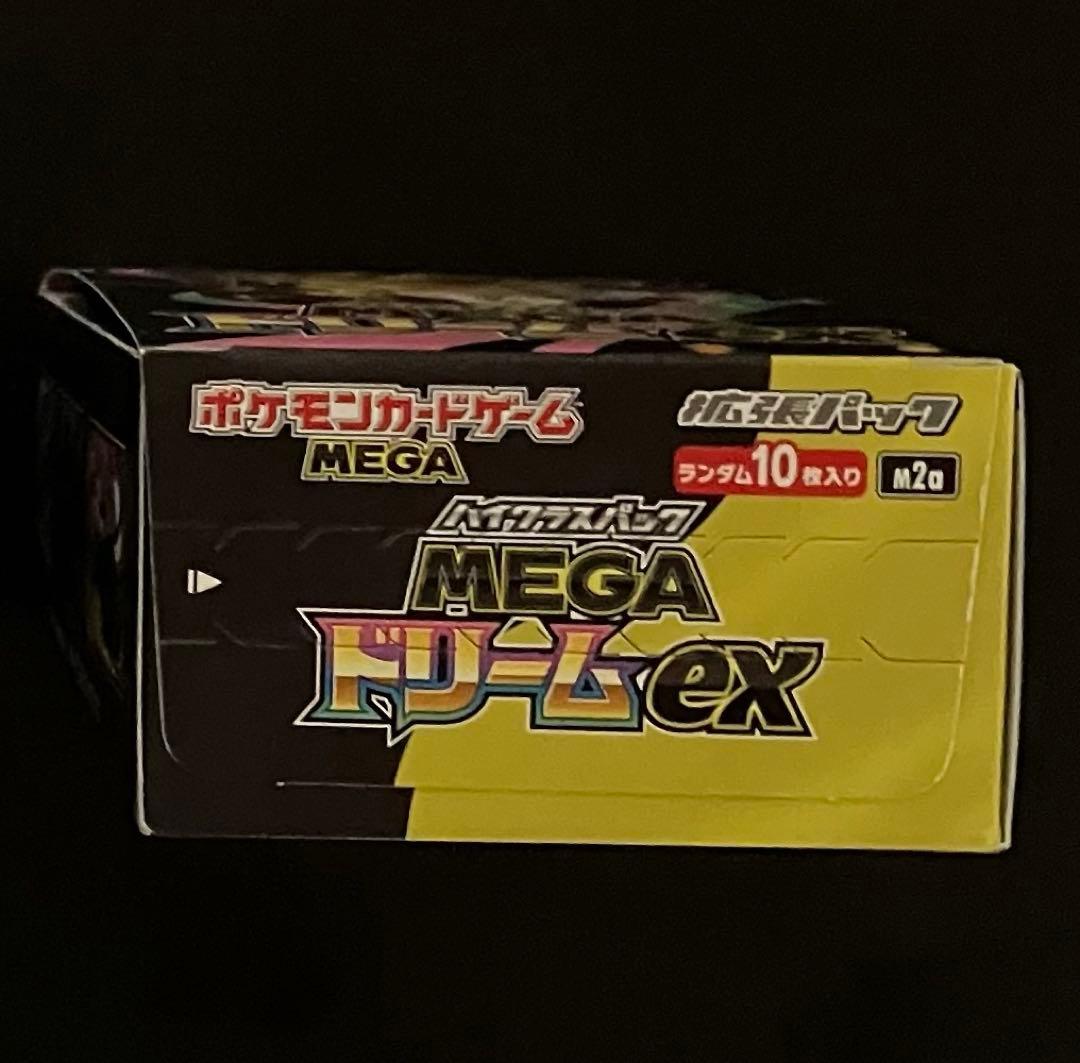 ポケモンカードゲーム
MEGA
拡張パック
ランダム10枚入り M2a
ハイクラスパック
MEGA
ドリームex